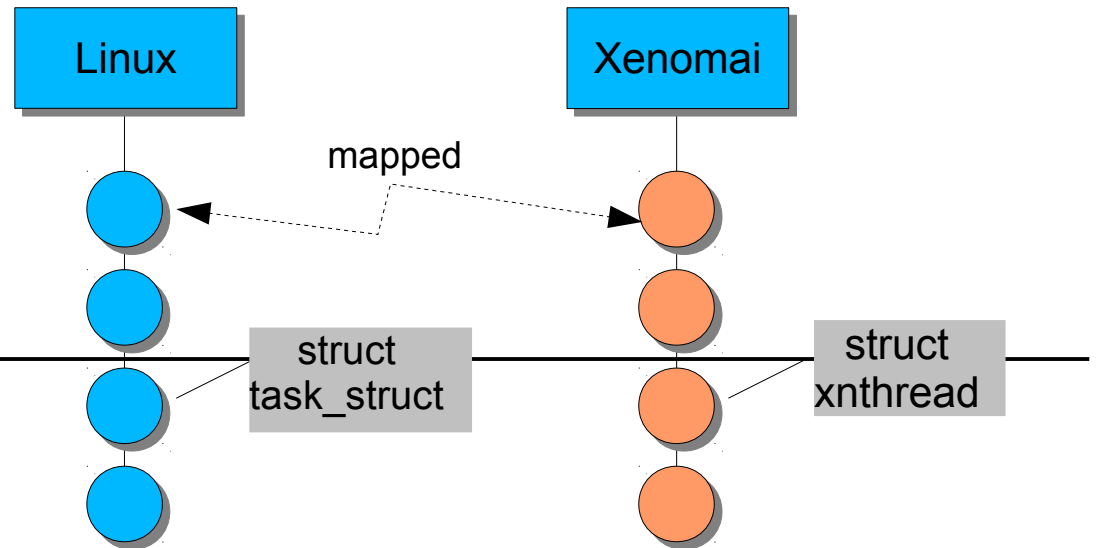 Linux
Xenomai
mapped
struct
task_struct
struct
xnthread